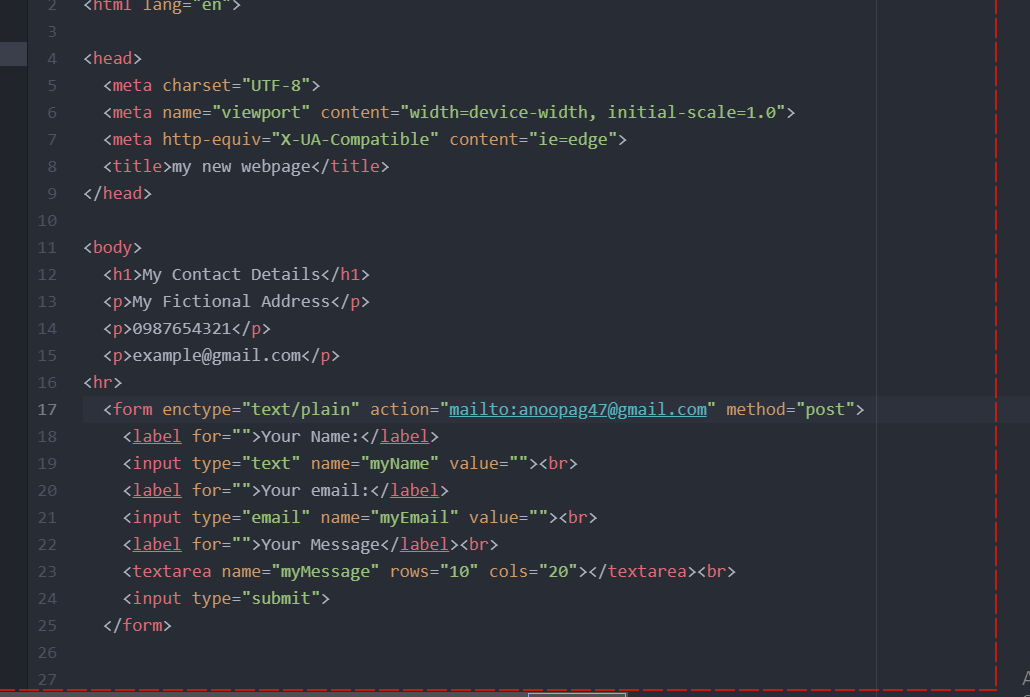 2 <html lang="en">
3
4 <head>
5 <meta charset="UTF-8">
6 <meta name="viewport" content="width=device-width, initial-scale=1.0">
7 <meta http-equiv="X-UA-Compatible" content="ie=edge">
8 <title>my new webpage</title>
9 </head>
10
11 <body>
12 <h1>My Contact Details</h1>
13 <p>My Fictional Address</p>
14 <p>0987654321</p>
15 <p>example@gmail.com</p>
16 <hr>
17 <form enctype="text/plain" action="mailto:anoopag47@gmail.com" method="post">
18 <label for="">Your Name:</label>
19 <input type="text" name="myName" value=""><br>
20 <label for="">Your email:</label>
21 <input type="email" name="myEmail" value=""><br>
22 <label for="">Your Message</label><br>
23 <textarea name="myMessage" rows="10" cols="20"></textarea><br>
24 <input type="submit">
25 </form>
26
27